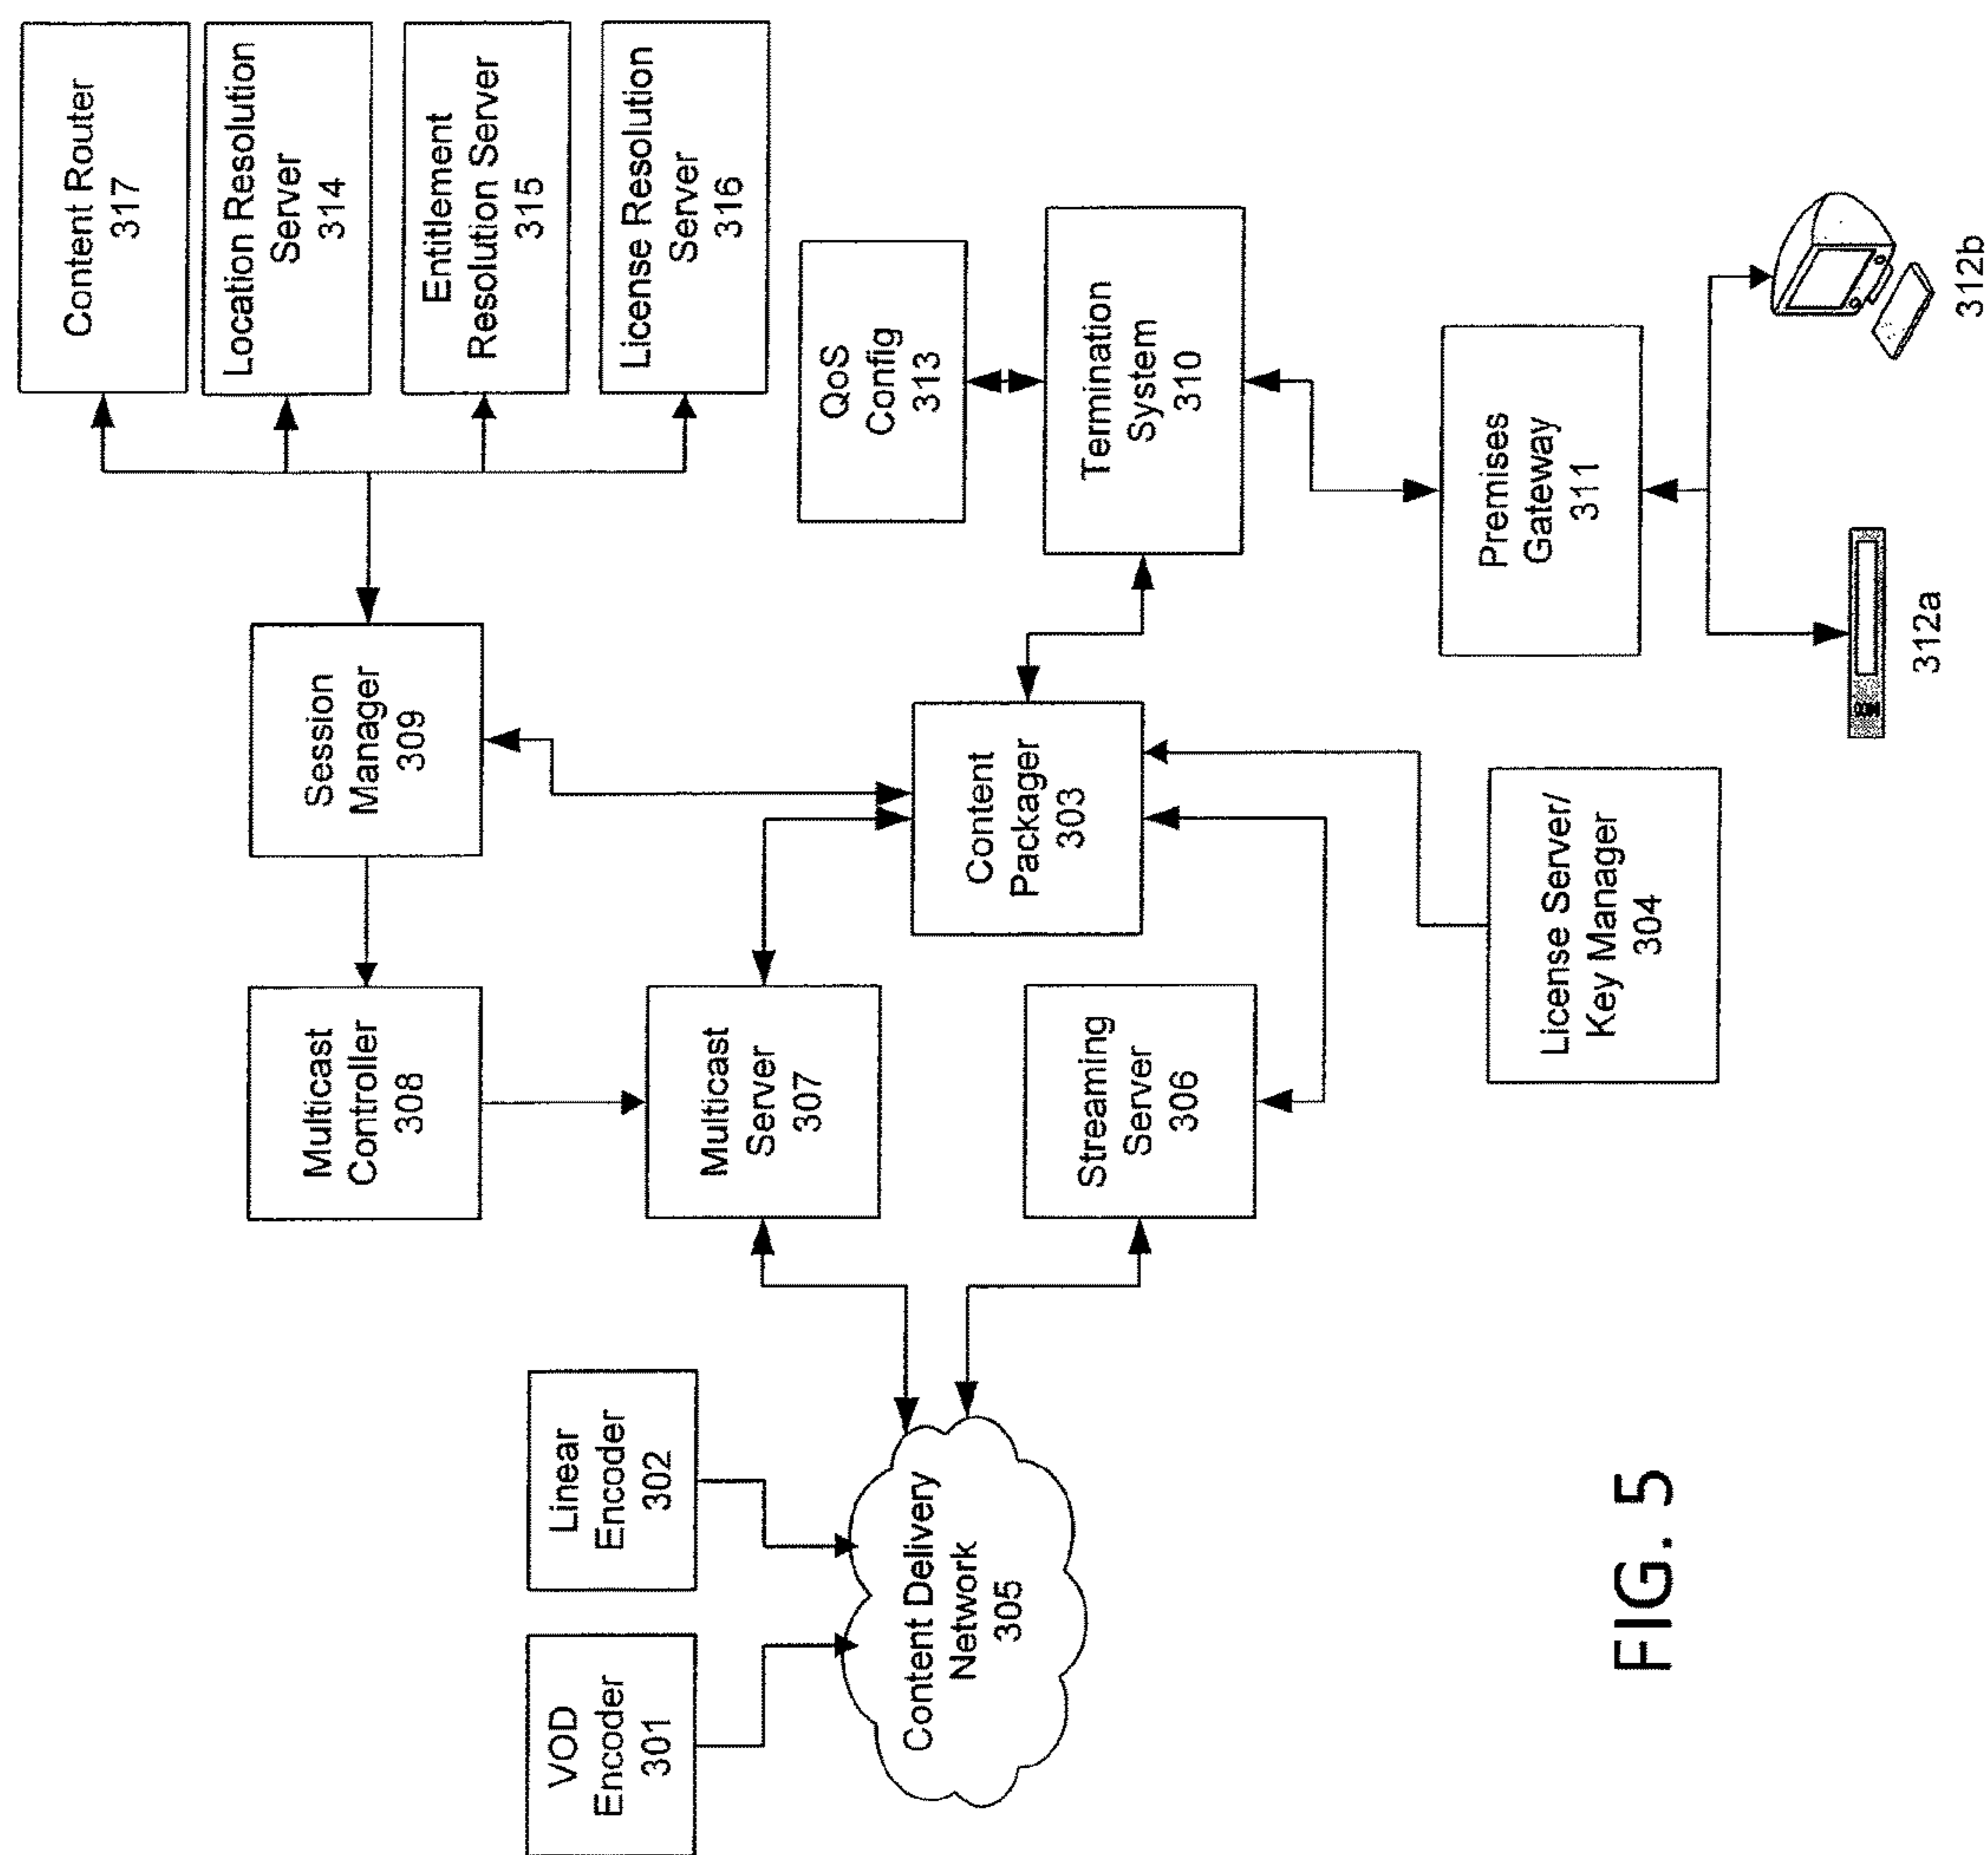 Content Router
317
Location Resolution
Server
314
Entitlement
Resolution Server
315
License Resolution
Server
316
Session
Manager
309
QoS
Config
313
Multicast
Controller
308
Termination
System
310
Linear
Encoder
302
Multicast
Server
307
Content
Packager
303
VOD
Encoder
301
Content Delivery
Network
305
Streaming
Server
306
Premises
Gateway
311
License Server/
Key Manager
304
312a
312b
FIG. 5